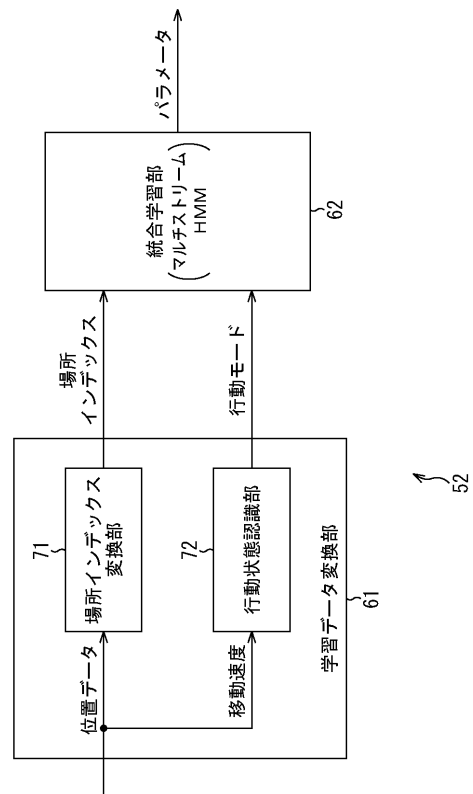 位置データ
71
場所インデックス
変換部
移動速度
72
行動状態認識部
学習データ変換部
61
場所
インデックス
行動モード
統合学習部
(マルチストリーム
HMM)
62
パラメータ
52